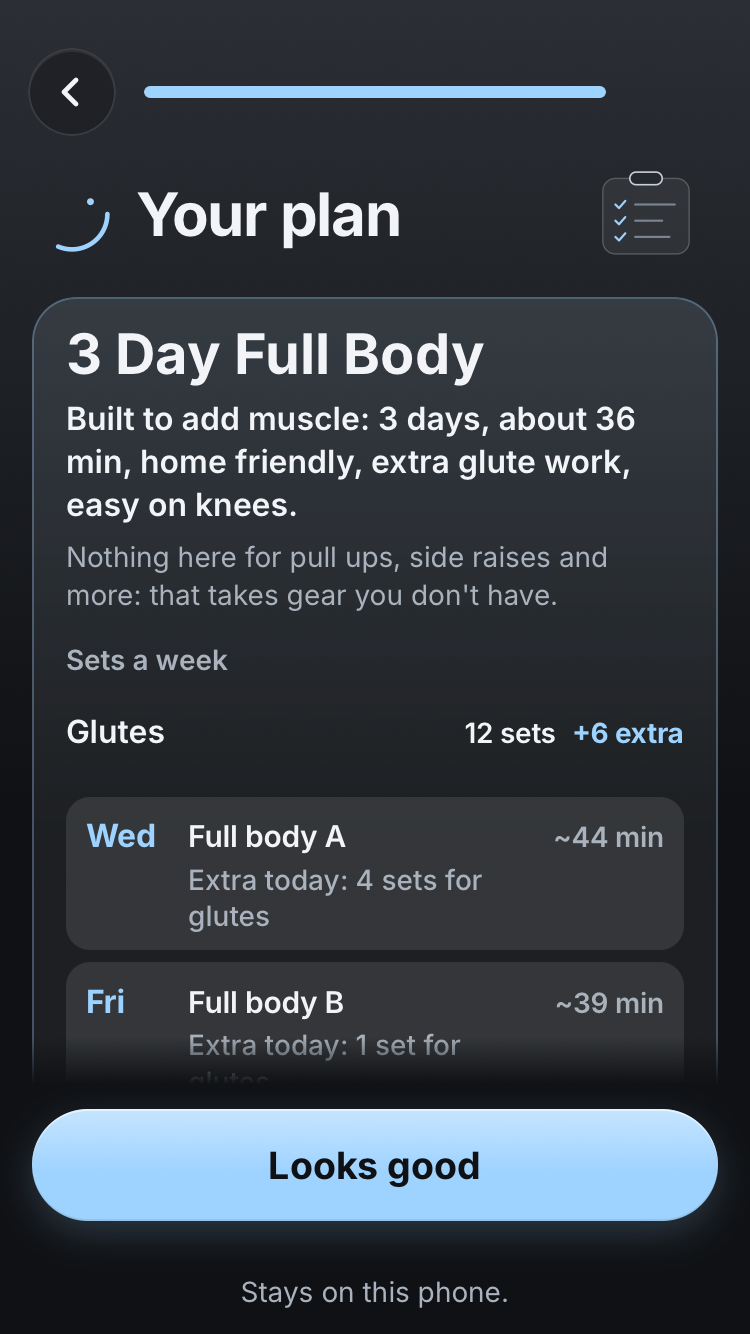 Your plan
3 Day Full Body
Built to add muscle: 3 days, about 36
min, home friendly, extra glute work,
easy on knees.
Nothing here for pull ups, side raises and
more: that takes gear you don't have.
Sets a week
Glutes 12 sets +6 extra
Wed Full body A ~44 min
Extra today: 4 sets for
glutes
Fri Full body B ~39 min
Extra today: 1 set for
glutes
Looks good
Stays on this phone.